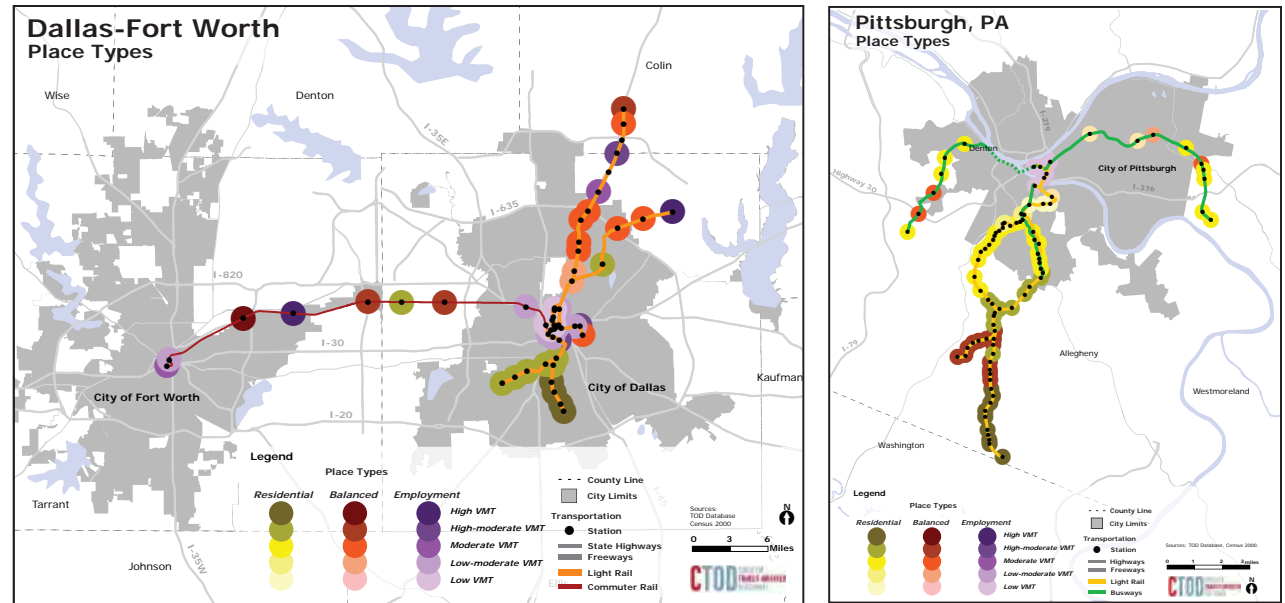 Dallas-Fort Worth
Place Types
Colin
Wise
Denton
I-35E
I-635
I-820
I-30
City of Fort Worth
City of Dallas
Kaufman
I-20
Legend
Place Types
Residential
Balanced
Employment
High VMT
High-moderate VMT
Moderate VMT
Low-moderate VMT
Low VMT
County Line
City Limits
Transportation
Station
State Highways
Freeways
Light Rail
Commuter Rail
I-45
Ellis
Tarrant
Johnson
I-35W
Sources:
TOD Database
Census 2000
N
0 3 6
Miles
CTOD
Pittsburgh, PA
Place Types
I-279
Denton
City of Pittsburgh
Highway 30
I-376
I-79
Allegheny
Westmoreland
Washington
Legend
Place Types
Residential
Balanced
Employment
High VMT
High-moderate VMT
Moderate VMT
Low-moderate VMT
Low VMT
County Line
City Limits
Transportation
Station
Highways
Freeways
Light Rail
Busways
Sources: TOD Database, Census 2000
0 1 2 3
miles
CTOD
N